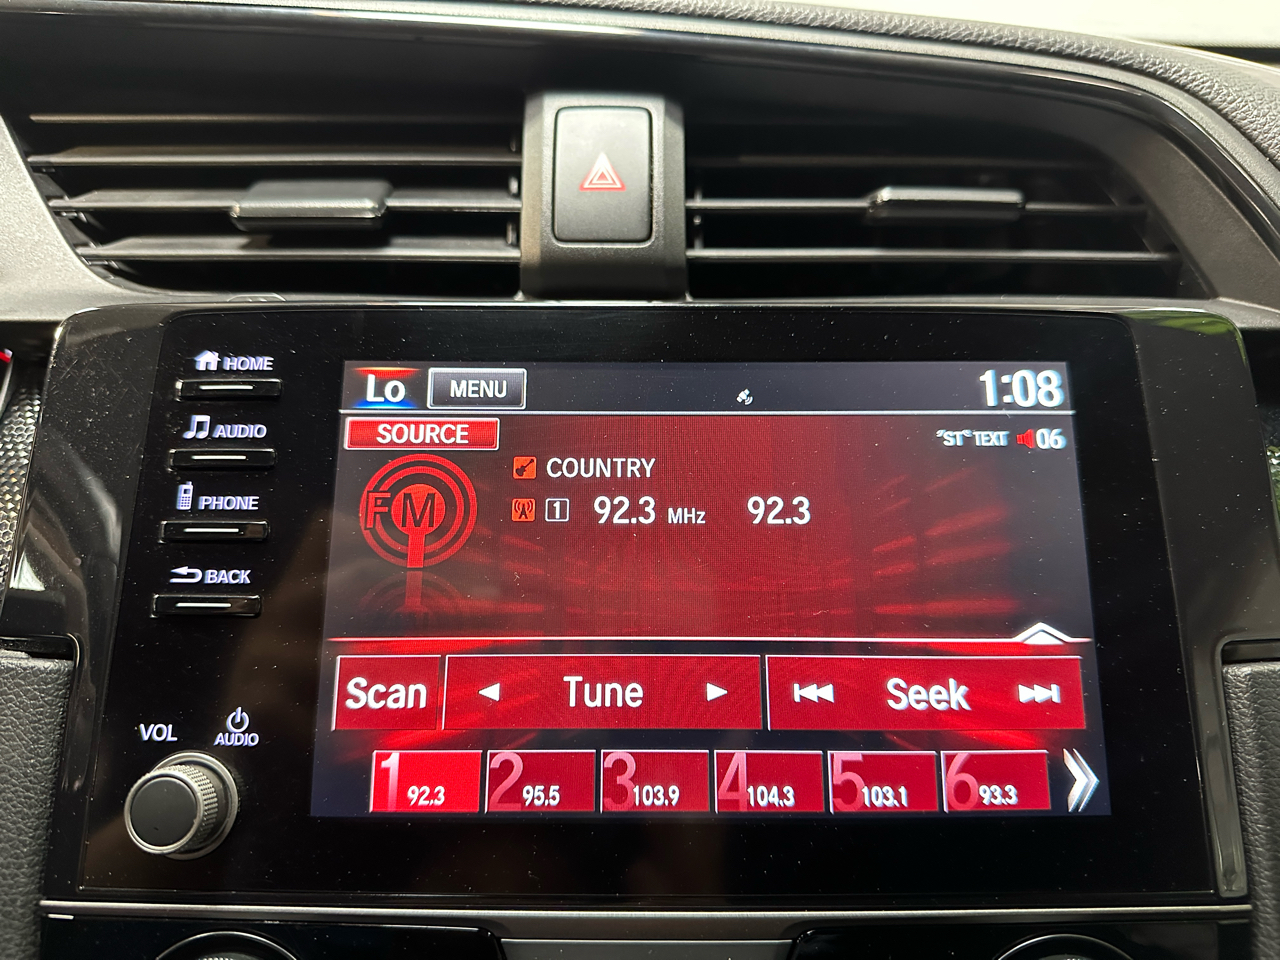 HOME
AUDIO
PHONE
BACK
VOL
AUDIO
Lo MENU 1:08
SOURCE "ST" TEXT 06
FM
COUNTRY
1 92.3 MHz 92.3
Scan Tune Seek
1 92.3 2 95.5 3 103.9 4 104.3 5 103.1 6 93.3